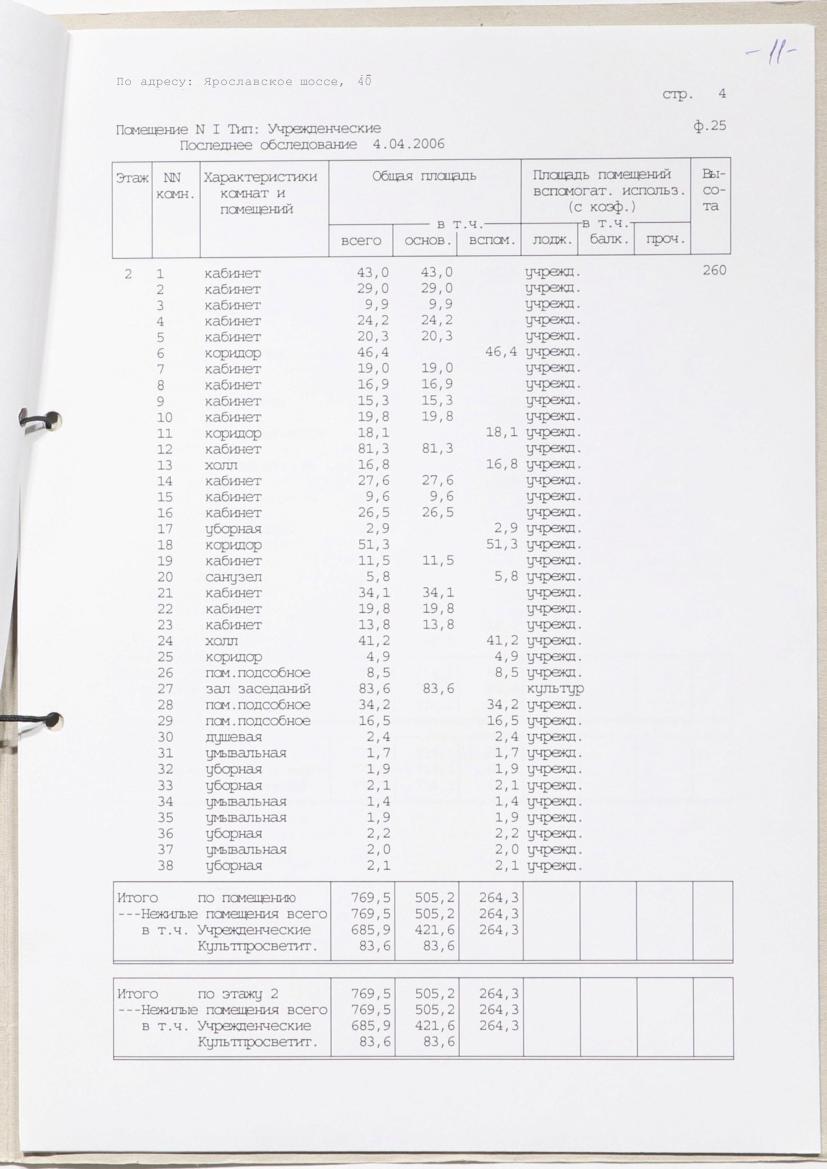 -11-
По адресу: Ярославское шоссе, 4б
стр. 4
Помещение N I Тип: Учрежденческие ф.25
Последнее обследование 4.04.2006
Этаж NN комн. Характеристики комнат и помещений Общая площадь Площадь помещений вспомогат. использ. (с коэф.) Вы-со-та
в т.ч. в т.ч.
всего основ. вспом. лодж. балк. проч.
2 1 кабинет 43,0 43,0 учрежд. 260
2 кабинет 29,0 29,0 учрежд.
3 кабинет 9,9 9,9 учрежд.
4 кабинет 24,2 24,2 учрежд.
5 кабинет 20,3 20,3 учрежд.
6 коридор 46,4 46,4 учрежд.
7 кабинет 19,0 19,0 учрежд.
8 кабинет 16,9 16,9 учрежд.
9 кабинет 15,3 15,3 учрежд.
10 кабинет 19,8 19,8 учрежд.
11 коридор 18,1 18,1 учрежд.
12 кабинет 81,3 81,3 учрежд.
13 холл 16,8 16,8 учрежд.
14 кабинет 27,6 27,6 учрежд.
15 кабинет 9,6 9,6 учрежд.
16 кабинет 26,5 26,5 учрежд.
17 уборная 2,9 2,9 учрежд.
18 коридор 51,3 51,3 учрежд.
19 кабинет 11,5 11,5 учрежд.
20 санузел 5,8 5,8 учрежд.
21 кабинет 34,1 34,1 учрежд.
22 кабинет 19,8 19,8 учрежд.
23 кабинет 13,8 13,8 учрежд.
24 холл 41,2 41,2 учрежд.
25 коридор 4,9 4,9 учрежд.
26 пом.подсобное 8,5 8,5 учрежд.
27 зал заседаний 83,6 83,6 культур
28 пом.подсобное 34,2 34,2 учрежд.
29 пом.подсобное 16,5 16,5 учрежд.
30 душевая 2,4 2,4 учрежд.
31 умывальная 1,7 1,7 учрежд.
32 уборная 1,9 1,9 учрежд.
33 уборная 2,1 2,1 учрежд.
34 умывальная 1,4 1,4 учрежд.
35 умывальная 1,9 1,9 учрежд.
36 уборная 2,2 2,2 учрежд.
37 умывальная 2,0 2,0 учрежд.
38 уборная 2,1 2,1 учрежд.
Итого по помещению 769,5 505,2 264,3
---Нежилые помещения всего 769,5 505,2 264,3
в т.ч. Учрежденческие 685,9 421,6 264,3
Культпросветит. 83,6 83,6
Итого по этажу 2 769,5 505,2 264,3
---Нежилые помещения всего 769,5 505,2 264,3
в т.ч. Учрежденческие 685,9 421,6 264,3
Культпросветит. 83,6 83,6